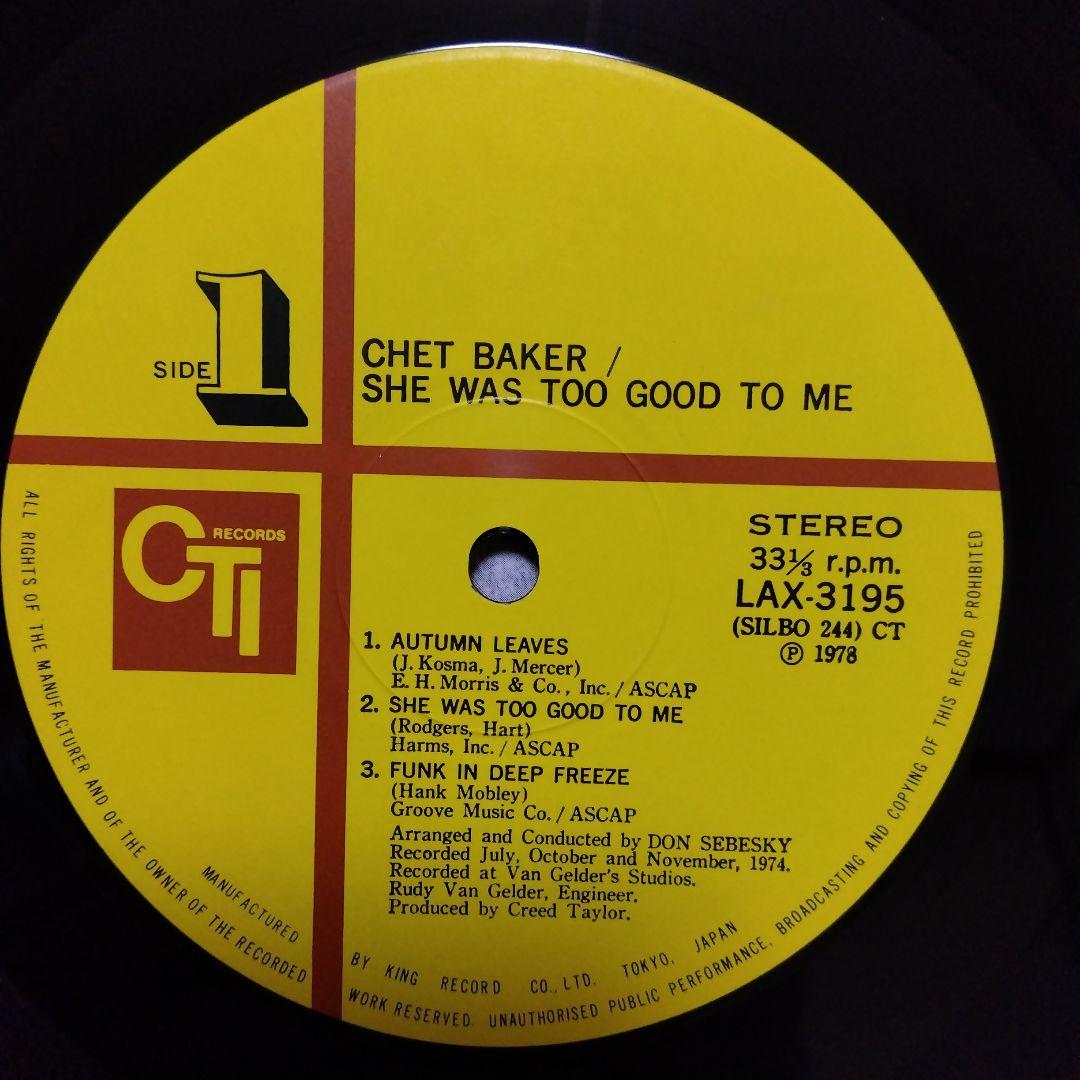 SIDE 1
CHET BAKER /
SHE WAS TOO GOOD TO ME
CTI RECORDS
STEREO
33⅓ r.p.m.
LAX-3195
(SILBO 244) CT
Ⓟ 1978
1. AUTUMN LEAVES
(J. Kosma, J. Mercer)
E. H. Morris & Co., Inc. / ASCAP
2. SHE WAS TOO GOOD TO ME
(Rodgers, Hart)
Harms, Inc. / ASCAP
3. FUNK IN DEEP FREEZE
(Hank Mobley)
Groove Music Co. / ASCAP
Arranged and Conducted by DON SEBESKY
Recorded July, October and November, 1974.
Recorded at Van Gelder's Studios.
Rudy Van Gelder, Engineer.
Produced by Creed Taylor.
MANUFACTURED BY KING RECORD CO., LTD. TOKYO, JAPAN
ALL RIGHTS OF THE MANUFACTURER AND OF THE OWNER OF THE RECORDED WORK RESERVED. UNAUTHORISED PUBLIC PERFORMANCE, BROADCASTING AND COPYING OF THIS RECORD PROHIBITED